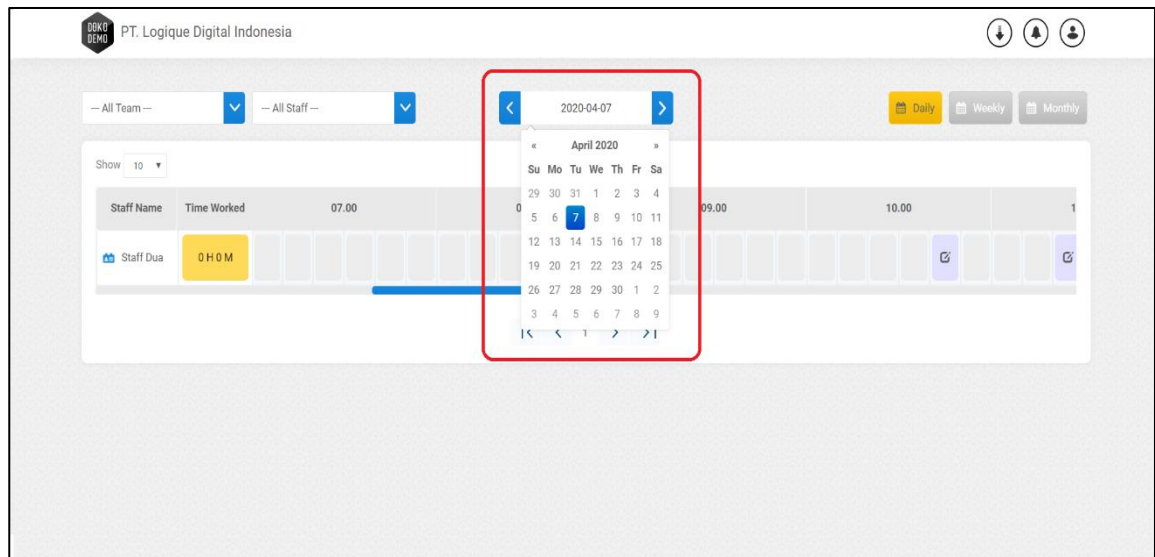 DOKO
DEMO
PT. Logique Digital Indonesia
--- All Team ---
--- All Staff ---
2020-04-07
Daily
Weekly
Monthly
« April 2020 »
Su Mo Tu We Th Fr Sa
29 30 31 1 2 3 4
5 6 7 8 9 10 11
12 13 14 15 16 17 18
19 20 21 22 23 24 25
26 27 28 29 30 1 2
3 4 5 6 7 8 9
Show 10
Staff Name Time Worked 07.00 0 09.00 10.00 1
Staff Dua 0 H 0 M
1